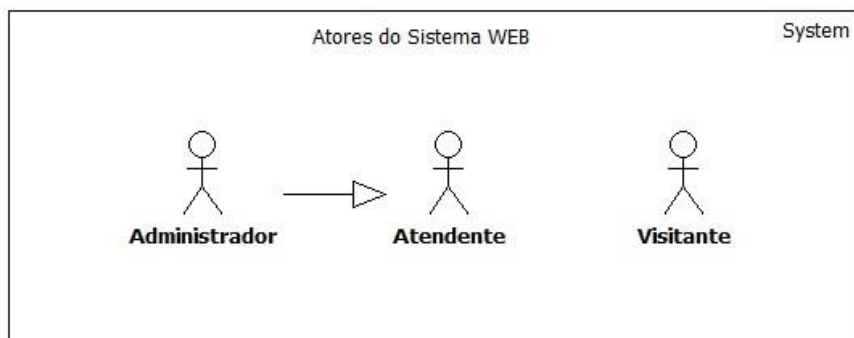 Atores do Sistema WEB
System
Administrador
Atendente
Visitante